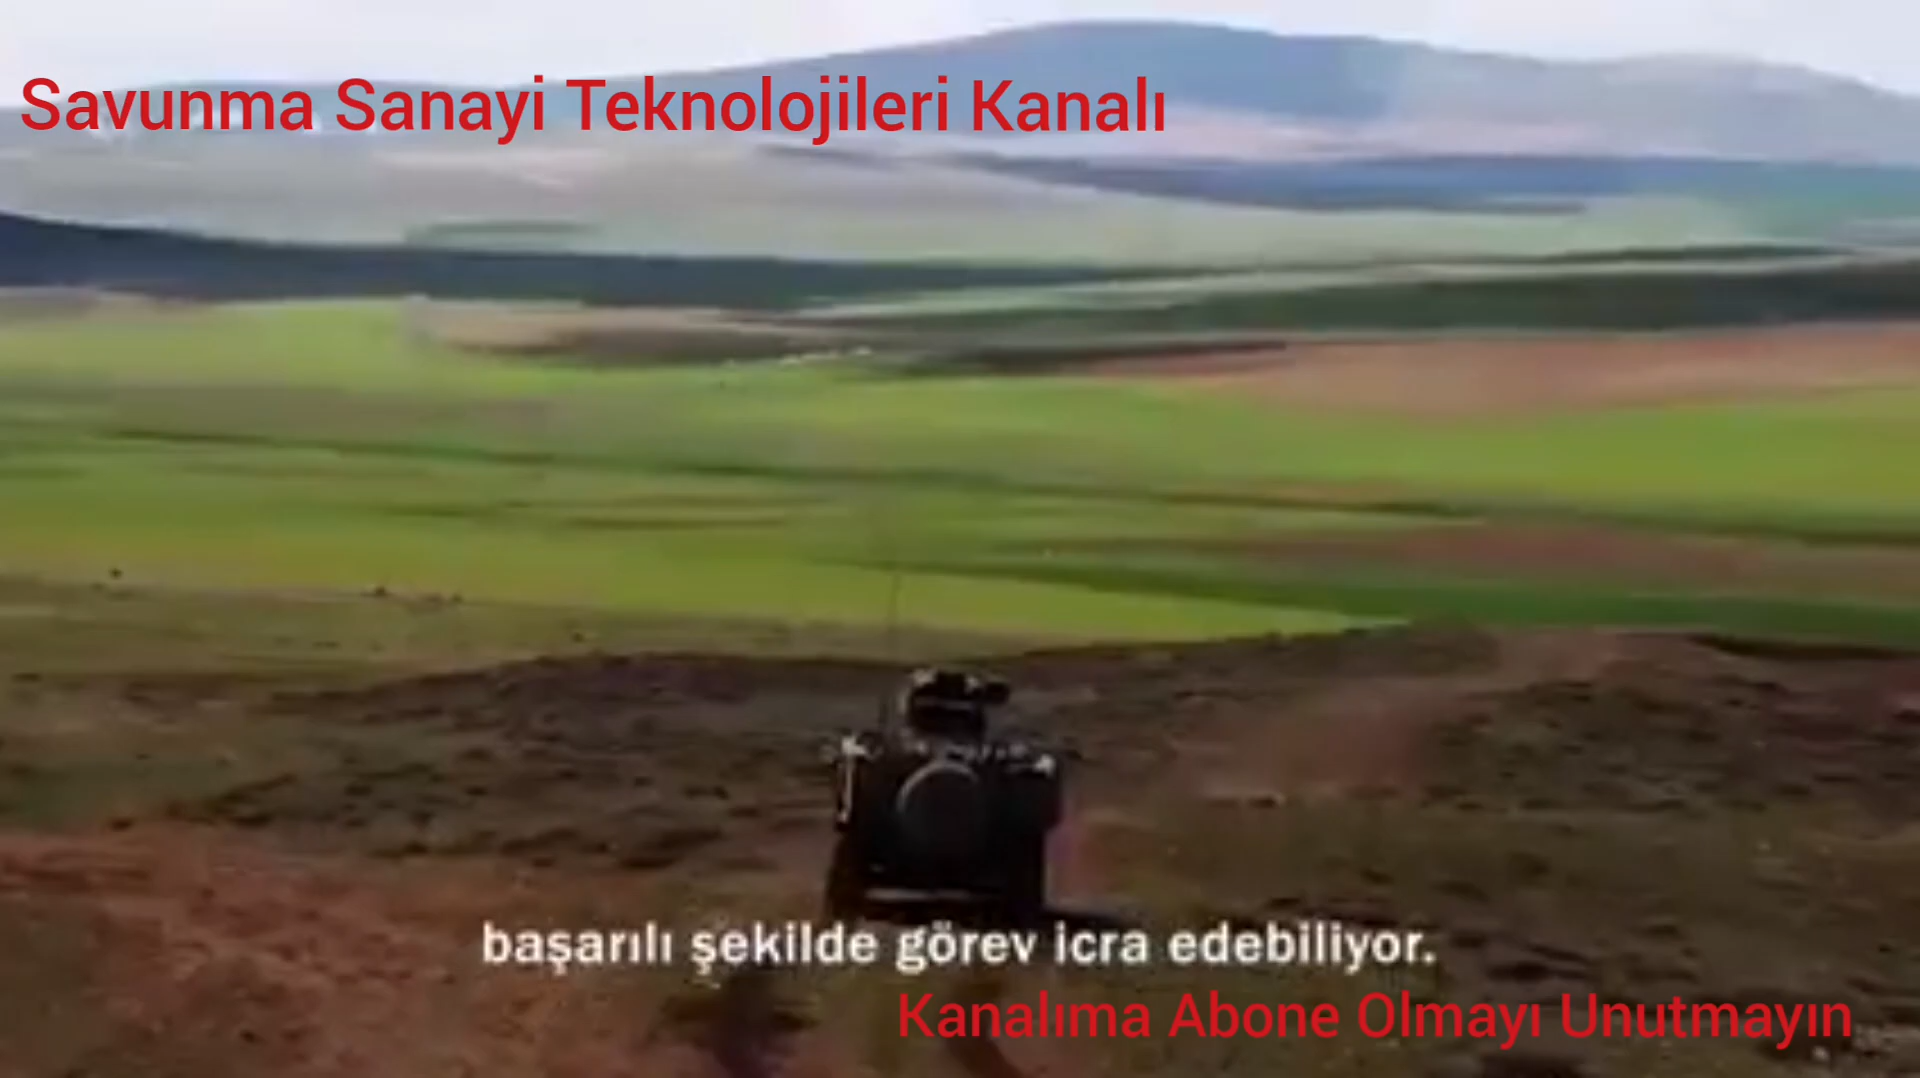 Savunma Sanayi Teknolojileri Kanalı
başarılı şekilde görev icra edebiliyor.
Kanalıma Abone Olmayı Unutmayın